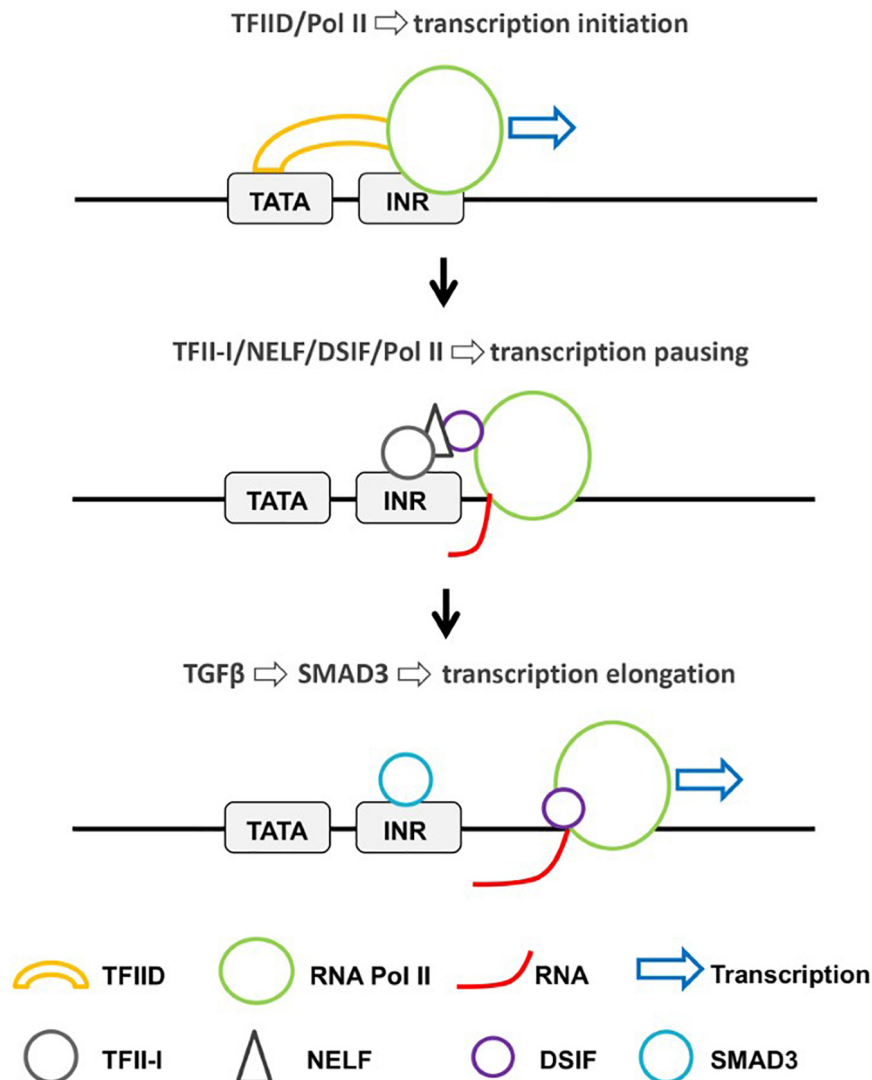 TFIID/Pol II ⇨ transcription initiation
TATA INR
TFII-I/NELF/DSIF/Pol II ⇨ transcription pausing
TATA INR
TGFβ ⇨ SMAD3 ⇨ transcription elongation
TATA INR
TFIID RNA Pol II RNA Transcription
TFII-I NELF DSIF SMAD3